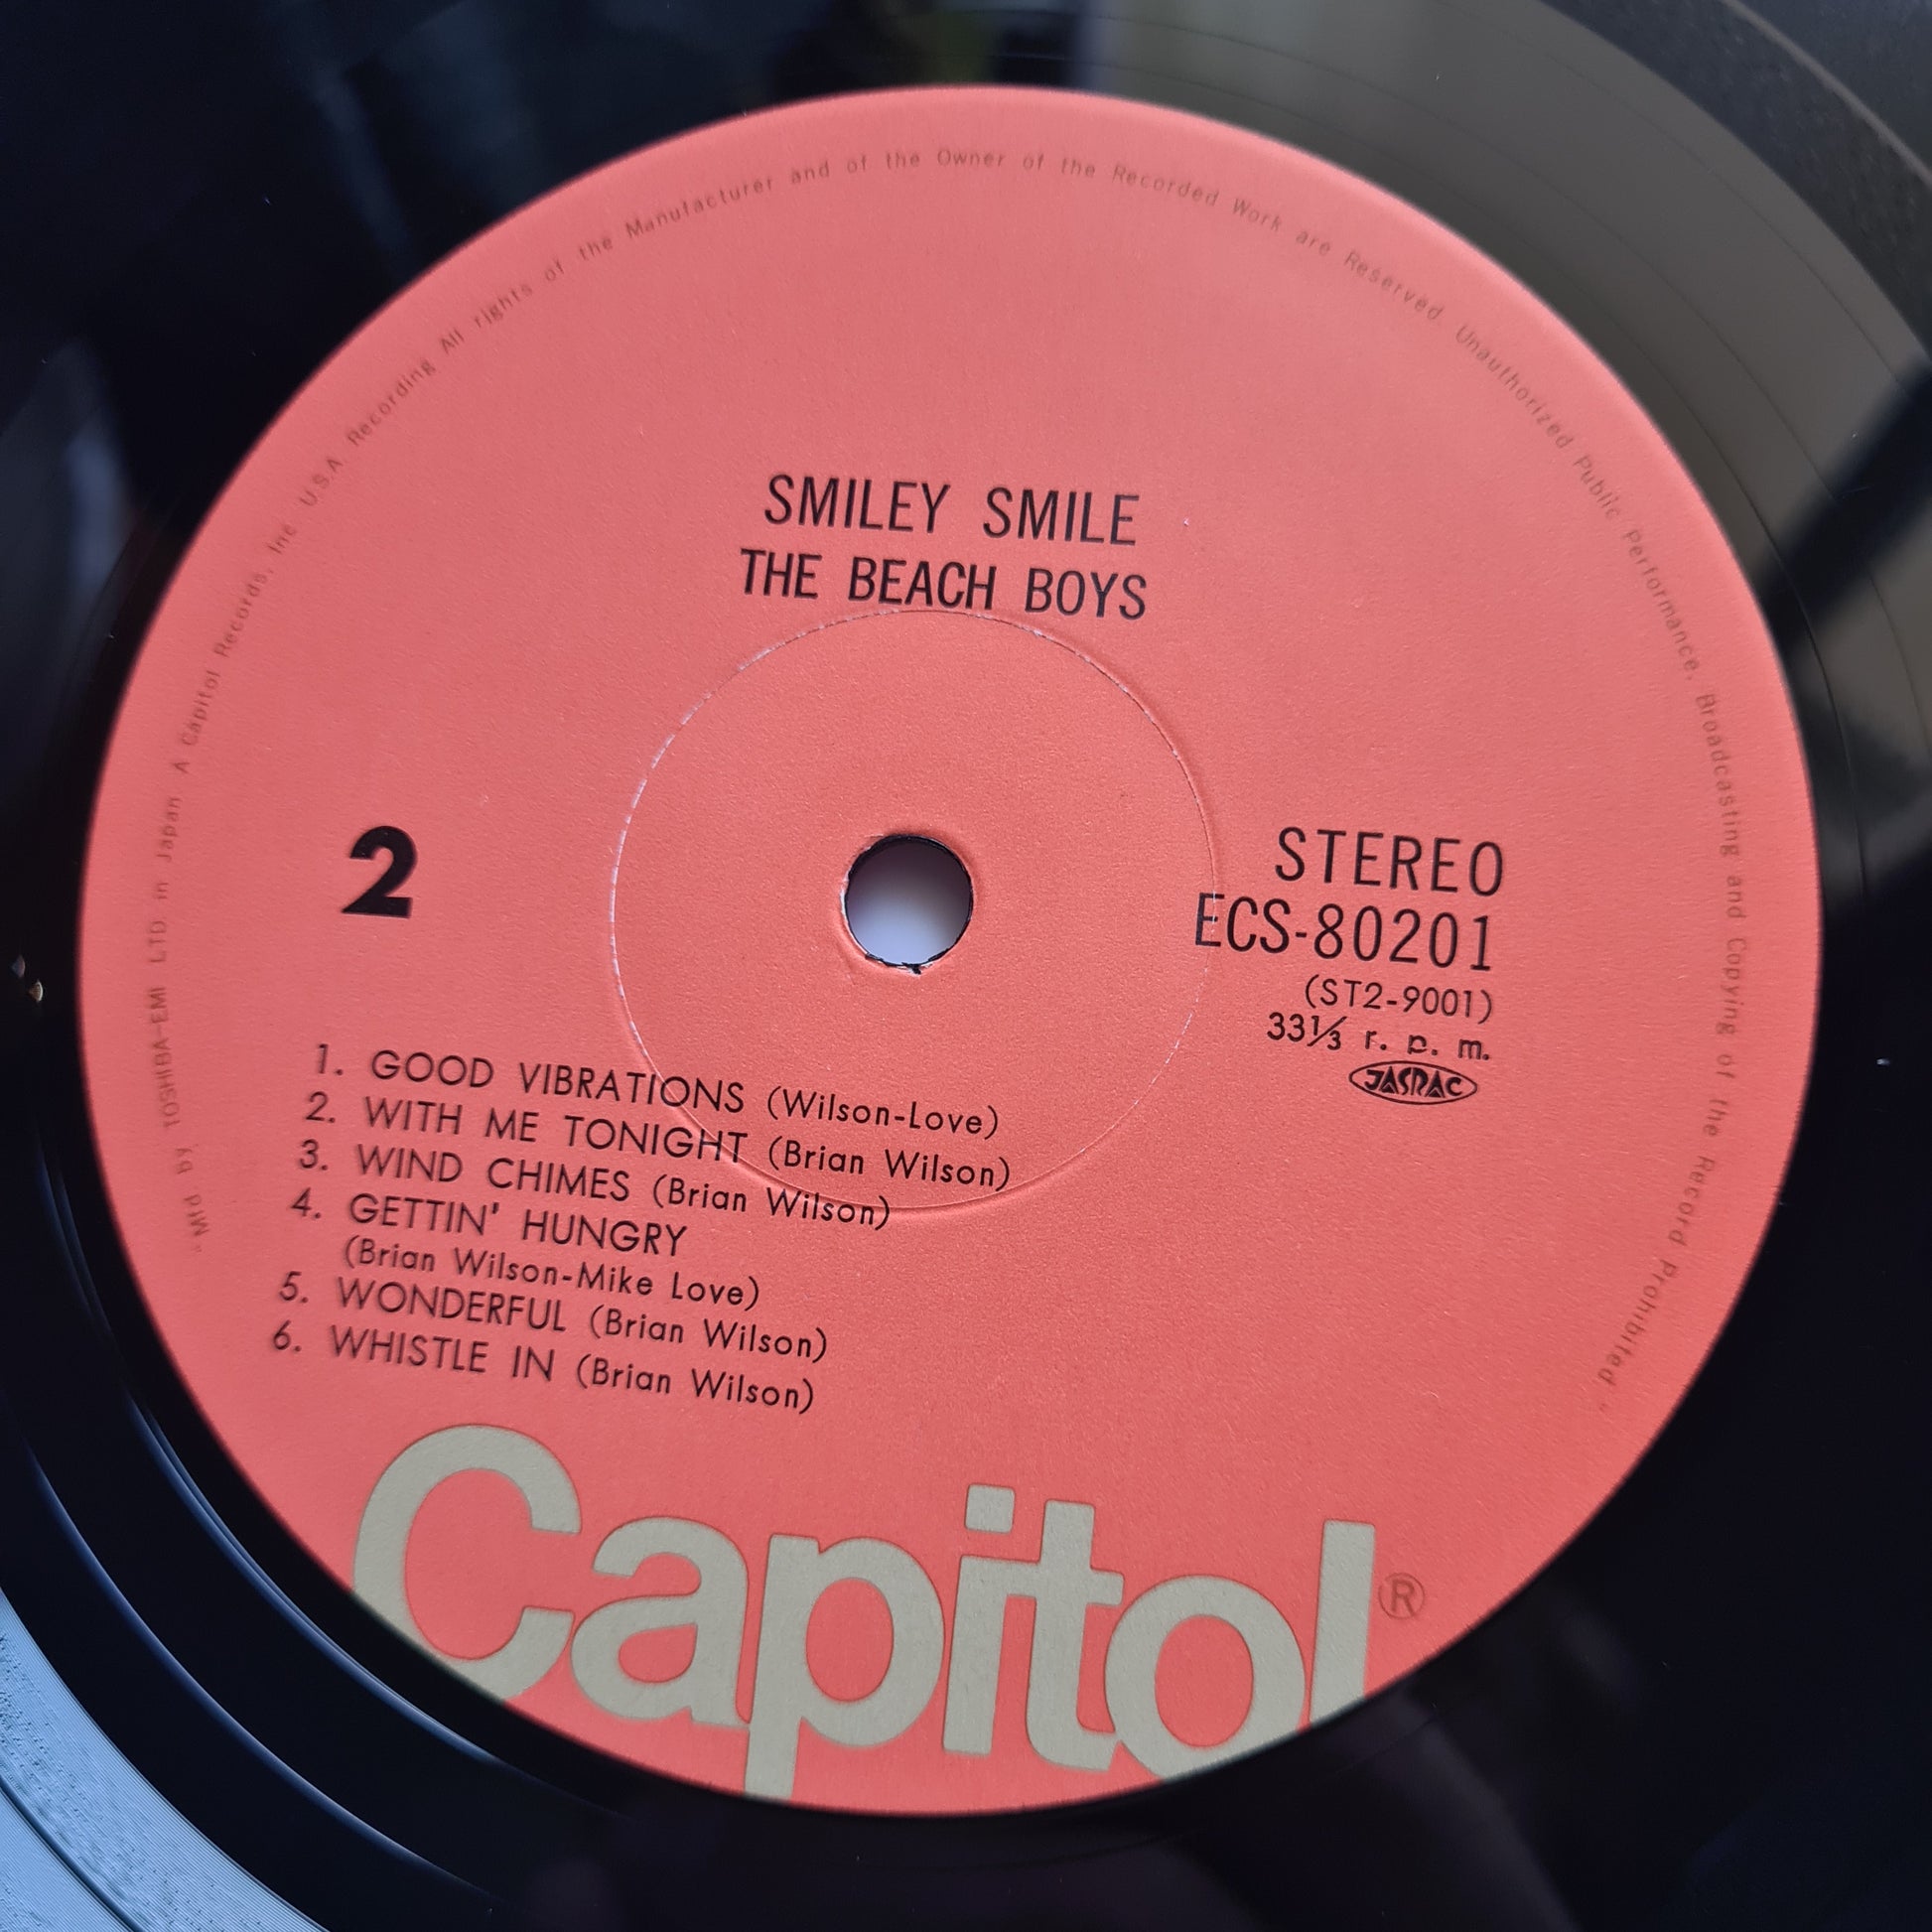 "Mfd by TOSHIBA-EMI LTD in Japan A Capitol Records, Inc U.S.A Recording All rights of the Manufacturer and of the Owner of the Recorded Work are Reserved Unauthorized Public Performance, Broadcasting and Copying of the Record Prohibited"
SMILEY SMILE
THE BEACH BOYS
2
STEREO
ECS-80201
(ST2-9001)
33⅓ r. p. m.
JASRAC
1. GOOD VIBRATIONS (Wilson-Love)
2. WITH ME TONIGHT (Brian Wilson)
3. WIND CHIMES (Brian Wilson)
4. GETTIN' HUNGRY
(Brian Wilson-Mike Love)
5. WONDERFUL (Brian Wilson)
6. WHISTLE IN (Brian Wilson)
Capitol®